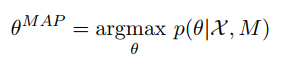 θ^{MAP} = argmax_θ p(θ|𝒳, M)